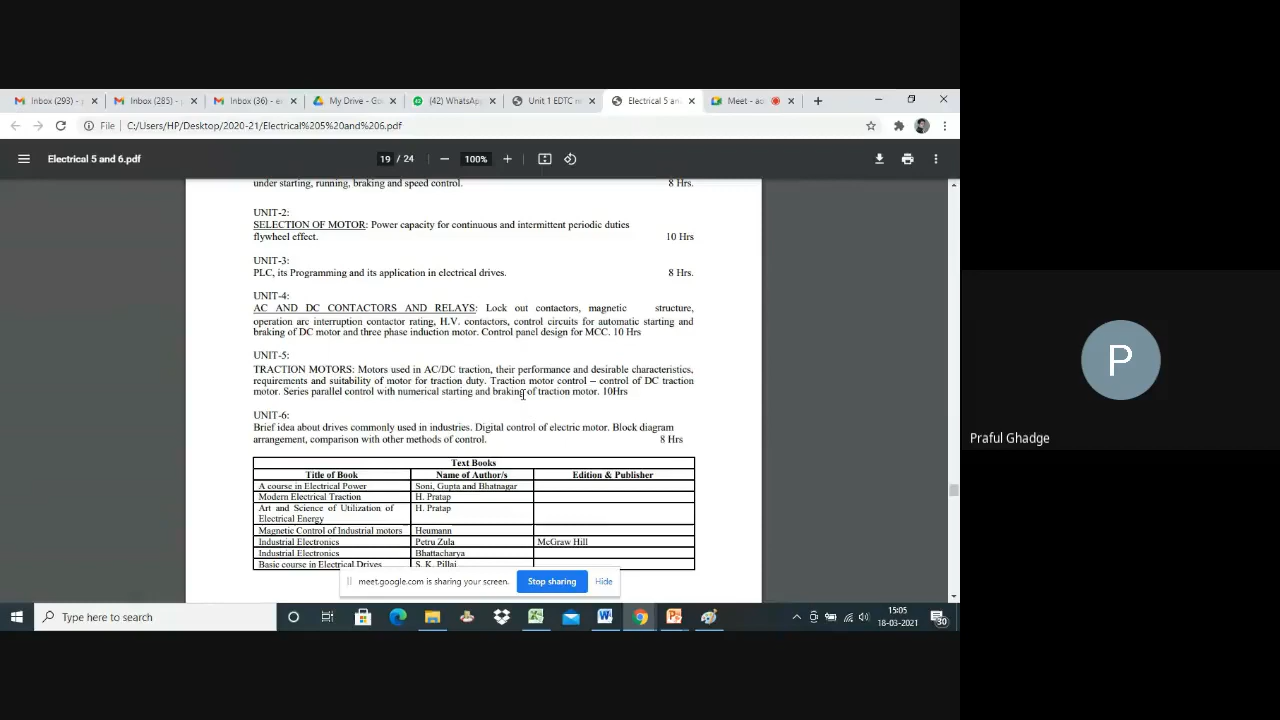 Inbox (293) - 
Inbox (285) - 
Inbox (36) - e
My Drive - Go
(42) WhatsApp
Unit 1 EDTC n
Electrical 5 an
Meet - ao
File
C:/Users/HP/Desktop/2020-21/Electrical%205%20and%206.pdf
Electrical 5 and 6.pdf
19 / 24
100%
under starting, running, braking and speed control. 8 Hrs.
UNIT-2:
SELECTION OF MOTOR: Power capacity for continuous and intermittent periodic duties
flywheel effect. 10 Hrs
UNIT-3:
PLC, its Programming and its application in electrical drives. 8 Hrs.
UNIT-4:
AC AND DC CONTACTORS AND RELAYS: Lock out contactors, magnetic structure,
operation arc interruption contactor rating, H.V. contactors, control circuits for automatic starting and
braking of DC motor and three phase induction motor. Control panel design for MCC. 10 Hrs
UNIT-5:
TRACTION MOTORS: Motors used in AC/DC traction, their performance and desirable characteristics,
requirements and suitability of motor for traction duty. Traction motor control – control of DC traction
motor. Series parallel control with numerical starting and braking of traction motor. 10Hrs
UNIT-6:
Brief idea about drives commonly used in industries. Digital control of electric motor. Block diagram
arrangement, comparison with other methods of control. 8 Hrs
Text Books
Title of Book Name of Author/s Edition & Publisher
A course in Electrical Power Soni, Gupta and Bhatnagar
Modern Electrical Traction H. Pratap
Art and Science of Utilization of H. Pratap
Electrical Energy
Magnetic Control of Industrial motors Heumann
Industrial Electronics Petru Zula McGraw Hill
Industrial Electronics Bhattacharya
Basic course in Electrical Drives S. K. Pillai
meet.google.com is sharing your screen. Stop sharing Hide
Type here to search
15:05
18-03-2021
30
P
Praful Ghadge